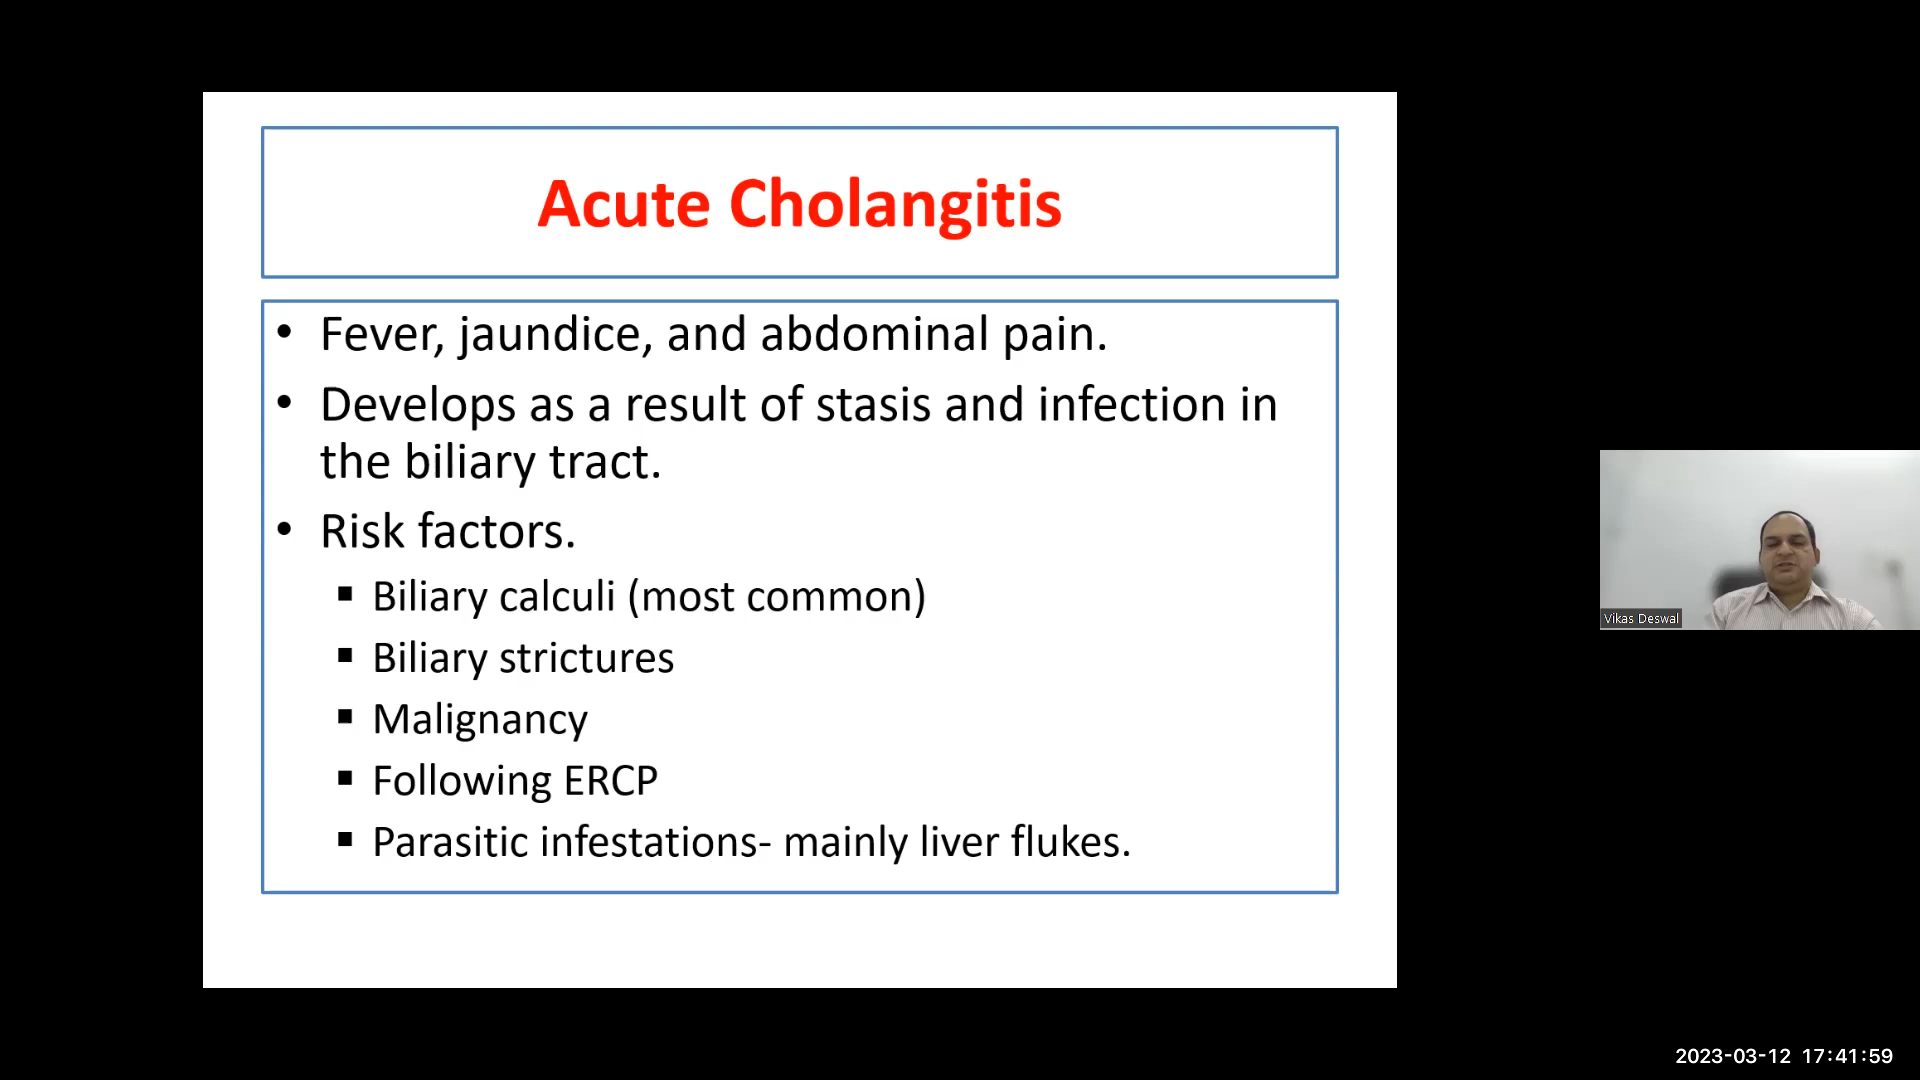 Acute Cholangitis
• Fever, jaundice, and abdominal pain.
• Develops as a result of stasis and infection in
the biliary tract.
• Risk factors.
▪ Biliary calculi (most common)
▪ Biliary strictures
▪ Malignancy
▪ Following ERCP
▪ Parasitic infestations- mainly liver flukes.
Vikas Deswal
2023-03-12 17:41:59